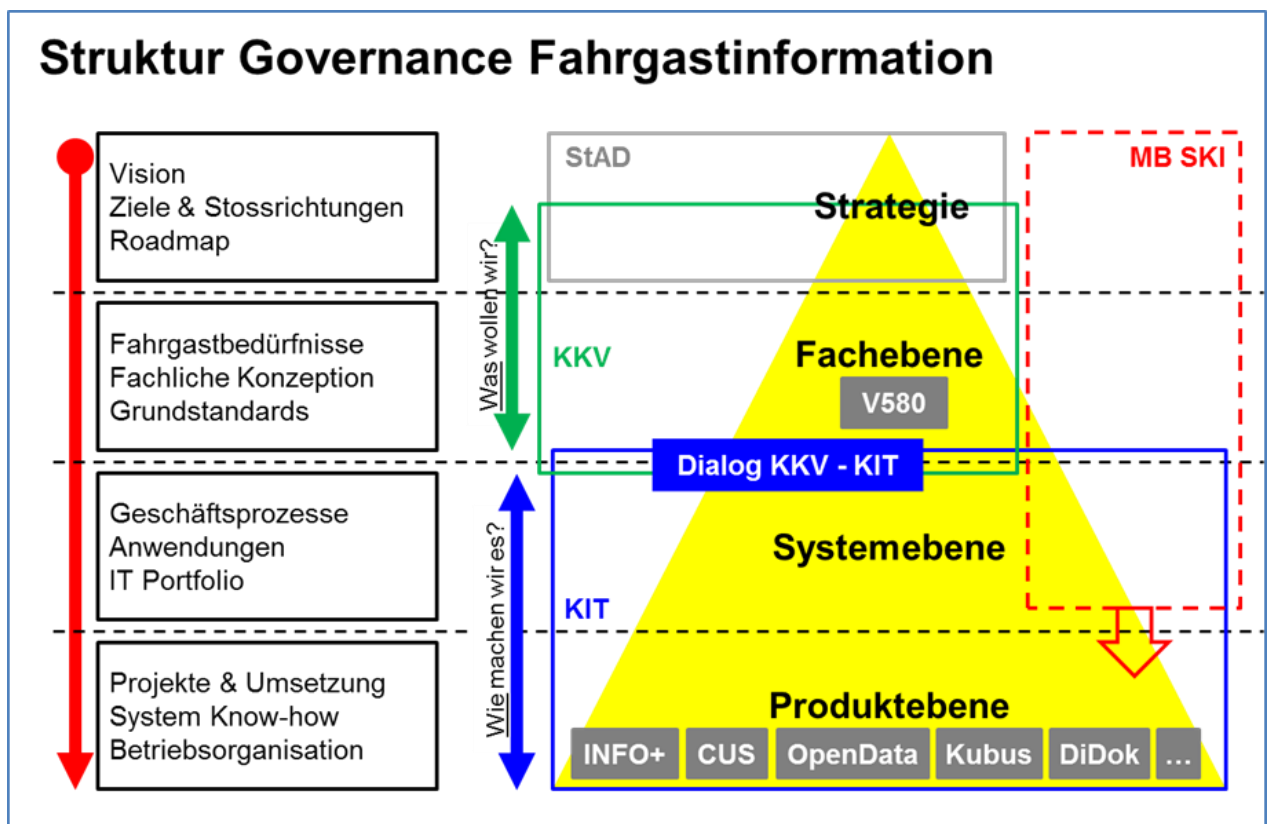 Struktur Governance Fahrgastinformation
Vision
Ziele & Stossrichtungen
Roadmap
Fahrgastbedürfnisse
Fachliche Konzeption
Grundstandards
Geschäftsprozesse
Anwendungen
IT Portfolio
Projekte & Umsetzung
System Know-how
Betriebsorganisation
Was wollen wir?
Wie machen wir es?
StAD
MB SKI
Strategie
KKV
Fachebene
V580
Dialog KKV - KIT
Systemebene
KIT
Produktebene
INFO+
CUS
OpenData
Kubus
DiDok
...